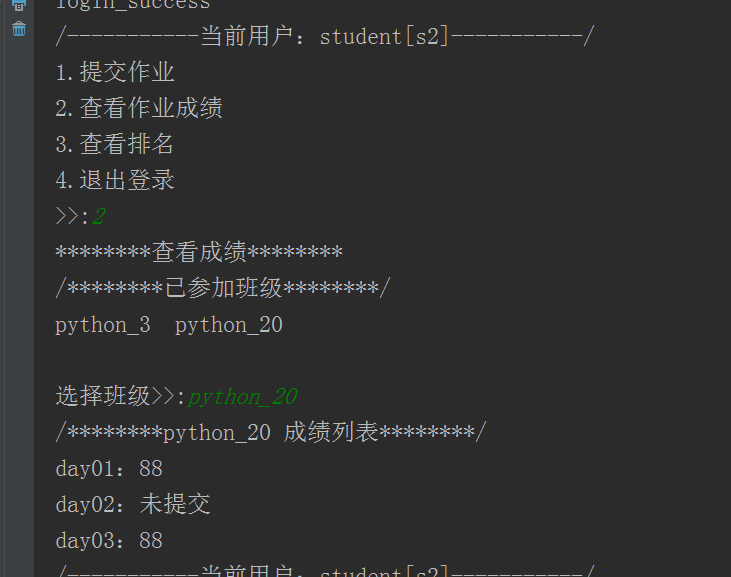 login_success
/-----------当前用户：student[s2]-----------/
1.提交作业
2.查看作业成绩
3.查看排名
4.退出登录
>>:2
********查看成绩********
/********已参加班级********/
python_3  python_20
选择班级>>:python_20
/********python_20 成绩列表********/
day01：88
day02：未提交
day03：88
/-----------当前用户：student[s2]-----------/